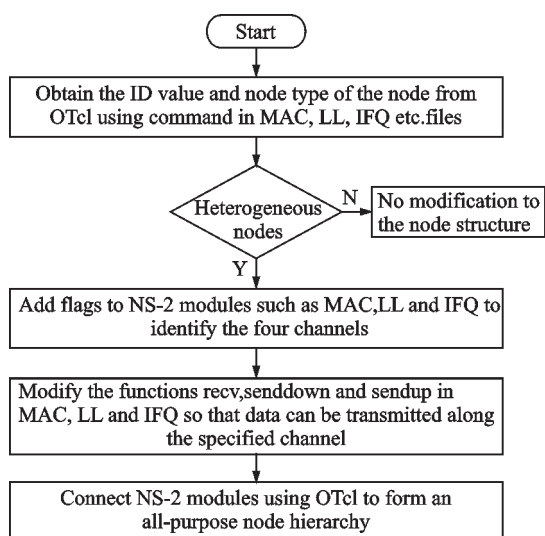 Start
Obtain the ID value and node type of the node from
OTcl using command in MAC, LL, IFQ etc.files
Heterogeneous
nodes
N
No modification to
the node structure
Y
Add flags to NS-2 modules such as MAC,LL and IFQ to
identify the four channels
Modify the functions recv,senddown and sendup in
MAC, LL and IFQ so that data can be transmitted along
the specified channel
Connect NS-2 modules using OTcl to form an
all-purpose node hierarchy